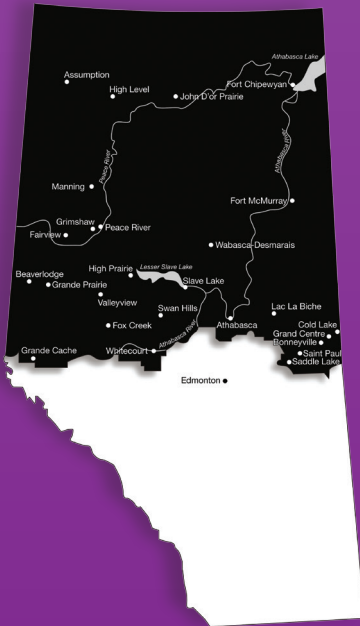 Athabasca Lake
Assumption
Fort Chipewyan
High Level
John D'or Prairie
Peace River
Athabasca River
Manning
Fort McMurray
Grimshaw
Peace River
Fairview
Wabasca-Desmarais
High Prairie
Lesser Slave Lake
Beaverlodge
Grande Prairie
Slave Lake
Valleyview
Swan Hills
Lac La Biche
Fox Creek
Athabasca
Cold Lake
Athabasca River
Grand Centre
Bonneyville
Grande Cache
Whitecourt
Saint Paul
Saddle Lake
Edmonton